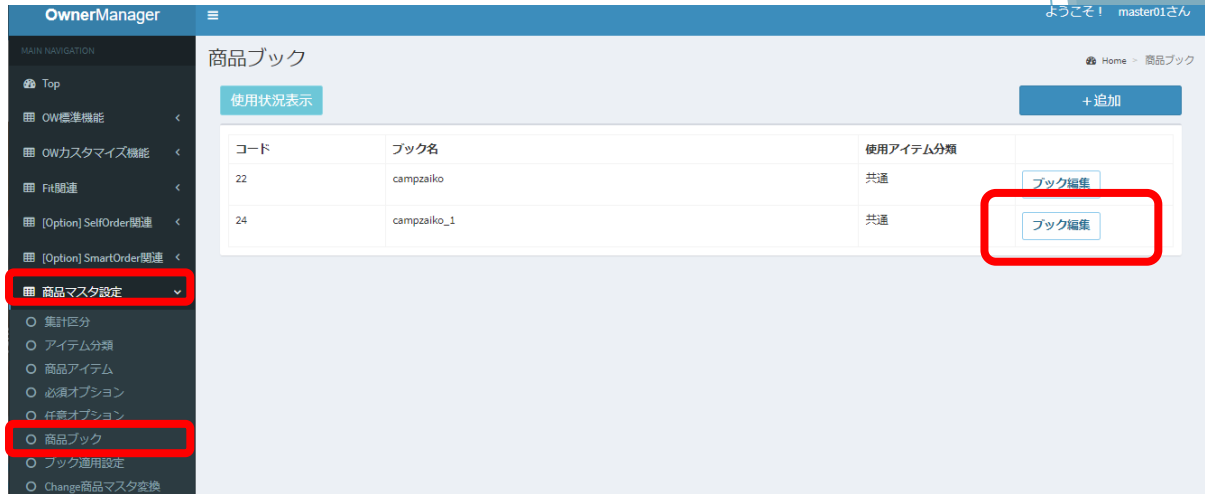 OwnerManager
ようこそ！ master01さん
MAIN NAVIGATION
Top
OW標準機能
OWカスタマイズ機能
Fit関連
[Option] SelfOrder関連
[Option] SmartOrder関連
商品マスタ設定
集計区分
アイテム分類
商品アイテム
必須オプション
任意オプション
商品ブック
ブック適用設定
Change商品マスタ変換
商品ブック
Home > 商品ブック
使用状況表示
+追加
コード ブック名 使用アイテム分類
22 campzaiko 共通 ブック編集
24 campzaiko_1 共通 ブック編集